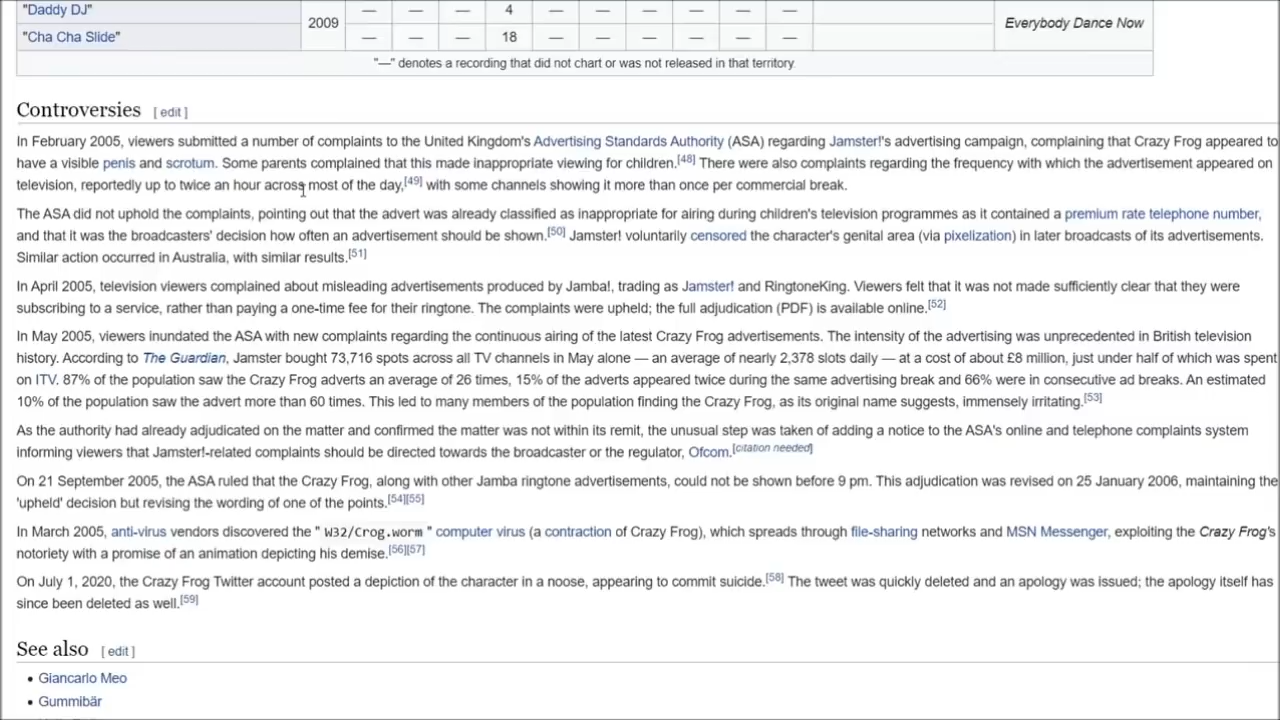 "Daddy DJ" 2009 — — — 4 — — — — — — Everybody Dance Now
"Cha Cha Slide" — — — 18 — — — — — —
"—" denotes a recording that did not chart or was not released in that territory.
Controversies [ edit ]
In February 2005, viewers submitted a number of complaints to the United Kingdom's Advertising Standards Authority (ASA) regarding Jamster!'s advertising campaign, complaining that Crazy Frog appeared to
have a visible penis and scrotum. Some parents complained that this made inappropriate viewing for children.[48] There were also complaints regarding the frequency with which the advertisement appeared on
television, reportedly up to twice an hour across most of the day,[49] with some channels showing it more than once per commercial break.
The ASA did not uphold the complaints, pointing out that the advert was already classified as inappropriate for airing during children's television programmes as it contained a premium rate telephone number,
and that it was the broadcasters' decision how often an advertisement should be shown.[50] Jamster! voluntarily censored the character's genital area (via pixelization) in later broadcasts of its advertisements.
Similar action occurred in Australia, with similar results.[51]
In April 2005, television viewers complained about misleading advertisements produced by Jamba!, trading as Jamster! and RingtoneKing. Viewers felt that it was not made sufficiently clear that they were
subscribing to a service, rather than paying a one-time fee for their ringtone. The complaints were upheld; the full adjudication (PDF) is available online.[52]
In May 2005, viewers inundated the ASA with new complaints regarding the continuous airing of the latest Crazy Frog advertisements. The intensity of the advertising was unprecedented in British television
history. According to The Guardian, Jamster bought 73,716 spots across all TV channels in May alone — an average of nearly 2,378 slots daily — at a cost of about £8 million, just under half of which was spent
on ITV. 87% of the population saw the Crazy Frog adverts an average of 26 times, 15% of the adverts appeared twice during the same advertising break and 66% were in consecutive ad breaks. An estimated
10% of the population saw the advert more than 60 times. This led to many members of the population finding the Crazy Frog, as its original name suggests, immensely irritating.[53]
As the authority had already adjudicated on the matter and confirmed the matter was not within its remit, the unusual step was taken of adding a notice to the ASA's online and telephone complaints system
informing viewers that Jamster!-related complaints should be directed towards the broadcaster or the regulator, Ofcom.[citation needed]
On 21 September 2005, the ASA ruled that the Crazy Frog, along with other Jamba ringtone advertisements, could not be shown before 9 pm. This adjudication was revised on 25 January 2006, maintaining the
'upheld' decision but revising the wording of one of the points.[54][55]
In March 2005, anti-virus vendors discovered the " W32/Crog.worm " computer virus (a contraction of Crazy Frog), which spreads through file-sharing networks and MSN Messenger, exploiting the Crazy Frog's
notoriety with a promise of an animation depicting his demise.[56][57]
On July 1, 2020, the Crazy Frog Twitter account posted a depiction of the character in a noose, appearing to commit suicide.[58] The tweet was quickly deleted and an apology was issued; the apology itself has
since been deleted as well.[59]
See also [ edit ]
• Giancarlo Meo
• Gummibär